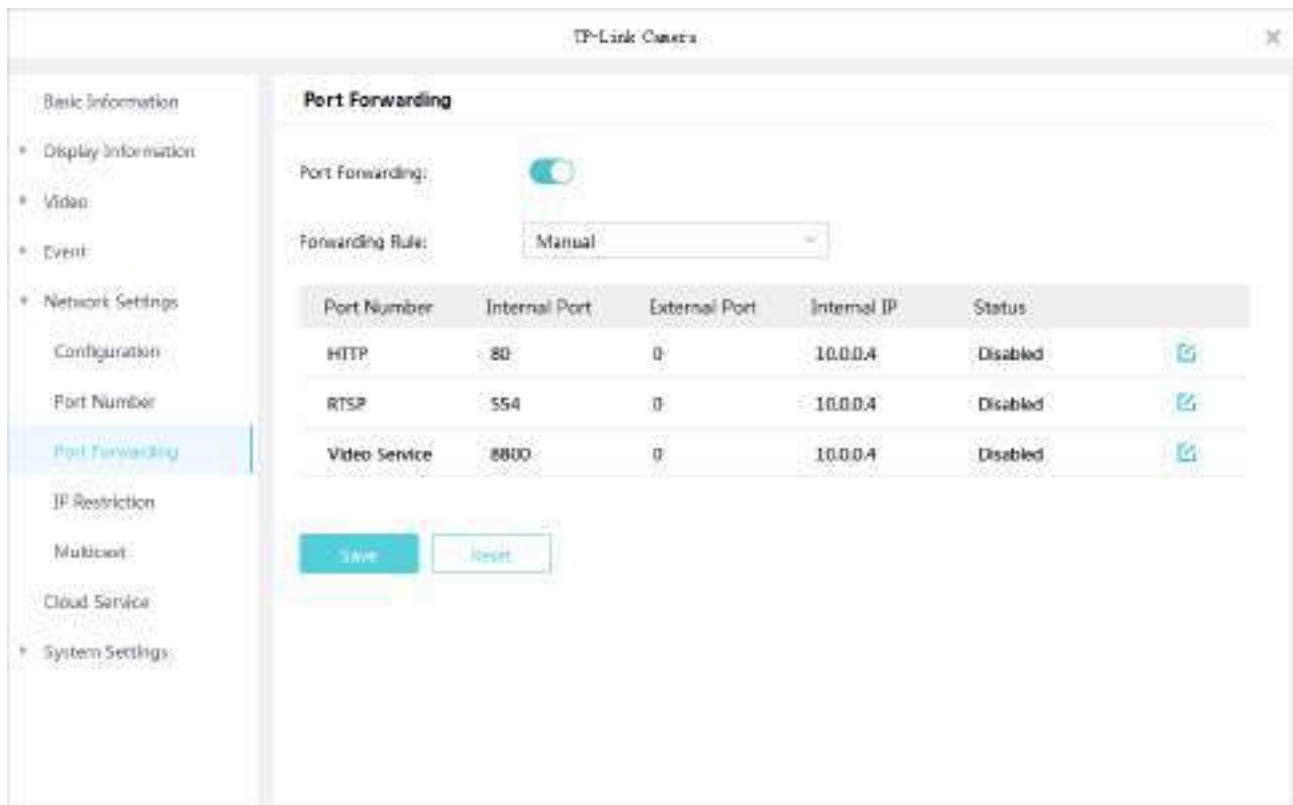 TP-Link Camera
Basic Information
Display Information
Video
Event
Network Settings
Configuration
Port Number
Port Forwarding
IP Restriction
Multicast
Cloud Service
System Settings
Port Forwarding
Port Forwarding:
Forwarding Rule: Manual
Port Number Internal Port External Port Internal IP Status
HTTP 80 0 10.0.0.4 Disabled
RTSP 554 0 10.0.0.4 Disabled
Video Service 8800 0 10.0.0.4 Disabled
Save Reset